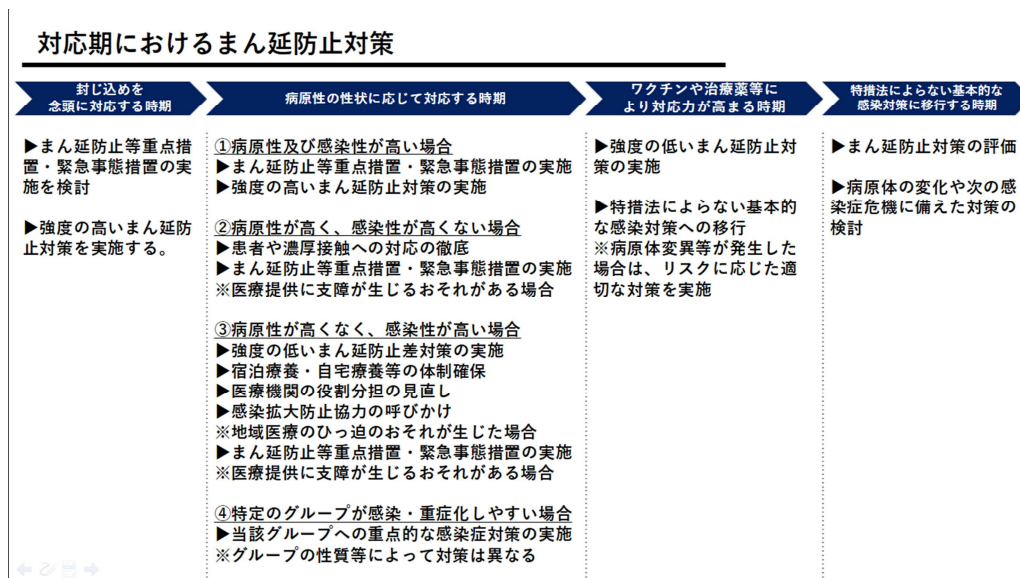 対応期におけるまん延防止対策
封じ込めを
念頭に対応する時期
病原性の性状に応じて対応する時期
ワクチンや治療薬等に
より対応力が高まる時期
特措法によらない基本的な
感染対策に移行する時期
▶まん延防止等重点措
置・緊急事態措置の実
施を検討
▶強度の高いまん延防
止対策を実施する。
①病原性及び感染性が高い場合
▶まん延防止等重点措置・緊急事態措置の実施
▶強度の高いまん延防止対策の実施
②病原性が高く、感染性が高くない場合
▶患者や濃厚接触への対応の徹底
▶まん延防止等重点措置・緊急事態措置の実施
※医療提供に支障が生じるおそれがある場合
③病原性が高くなく、感染性が高い場合
▶強度の低いまん延防止差対策の実施
▶宿泊療養・自宅療養等の体制確保
▶医療機関の役割分担の見直し
▶感染拡大防止協力の呼びかけ
※地域医療のひっ迫のおそれが生じた場合
▶まん延防止等重点措置・緊急事態措置の実施
※医療提供に支障が生じるおそれがある場合
④特定のグループが感染・重症化しやすい場合
▶当該グループへの重点的な感染症対策の実施
※グループの性質等によって対策は異なる
▶強度の低いまん延防止対
策の実施
▶特措法によらない基本的
な感染対策への移行
※病原体変異等が発生した
場合は、リスクに応じた適
切な対策を実施
▶まん延防止対策の評価
▶病原体の変化や次の感
染症危機に備えた対策の
検討